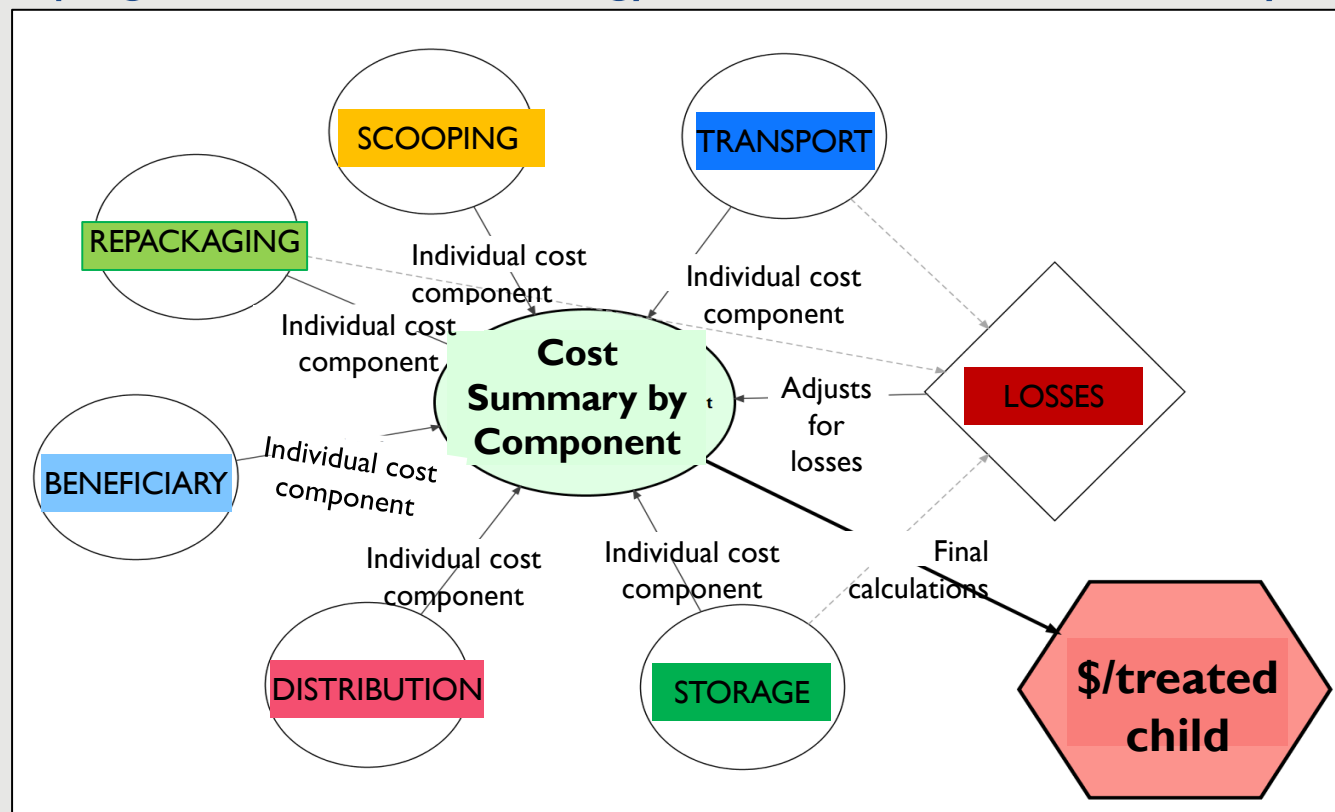 SCOOPING
TRANSPORT
REPACKAGING
Individual cost
component
Individual cost
component
Individual cost
component
Cost
Summary by
Component
t
Adjusts
for
losses
LOSSES
BENEFICIARY
Individual cost
component
Individual cost
component
Individual cost
component
Final
calculations
DISTRIBUTION
STORAGE
$/treated
child